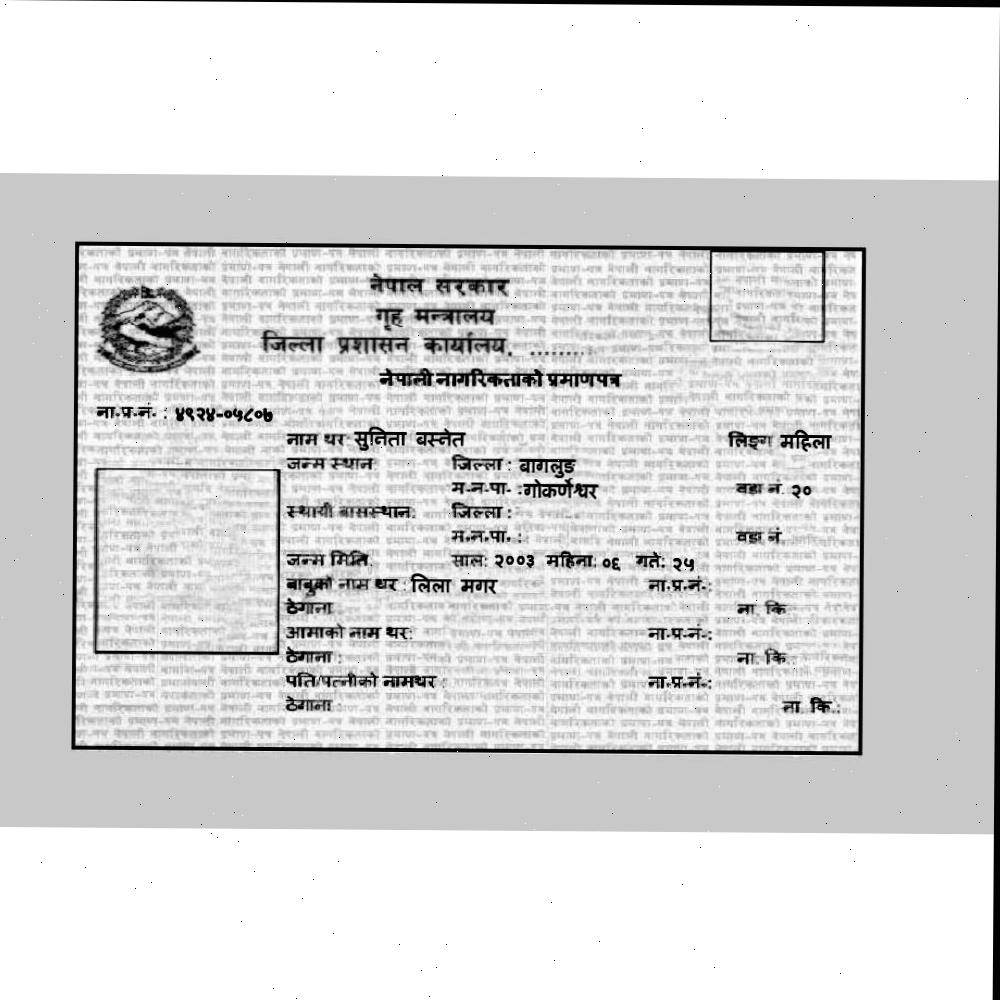 नेपाल सरकार
गृह मन्त्रालय
जिल्ला प्रशासन कार्यालय, .........
नेपाली नागरिकताको प्रमाणपत्र
ना.प्र.नं. : ४९२४-०५८०७
नाम थर सुनिता बस्नेत लिङ्ग महिला
जन्म स्थान जिल्ला : बागलुङ
म.न.पा. :गोकर्णेश्वर वडा नं. २०
स्थायी बासस्थान: जिल्ला :
म.न.पा. : वडा नं
जन्म मिति साल: २००३ महिना: ०६ गते: २५
बाबुको नाम थर : लिला मगर ना.प्र.नं.:
ठेगाना ना. कि.
आमाको नाम थर: ना.प्र.नं.:
ठेगाना : ना. कि.
पति/पत्नीको नामथर : ना.प्र.नं.:
ठेगाना : ना. कि.: